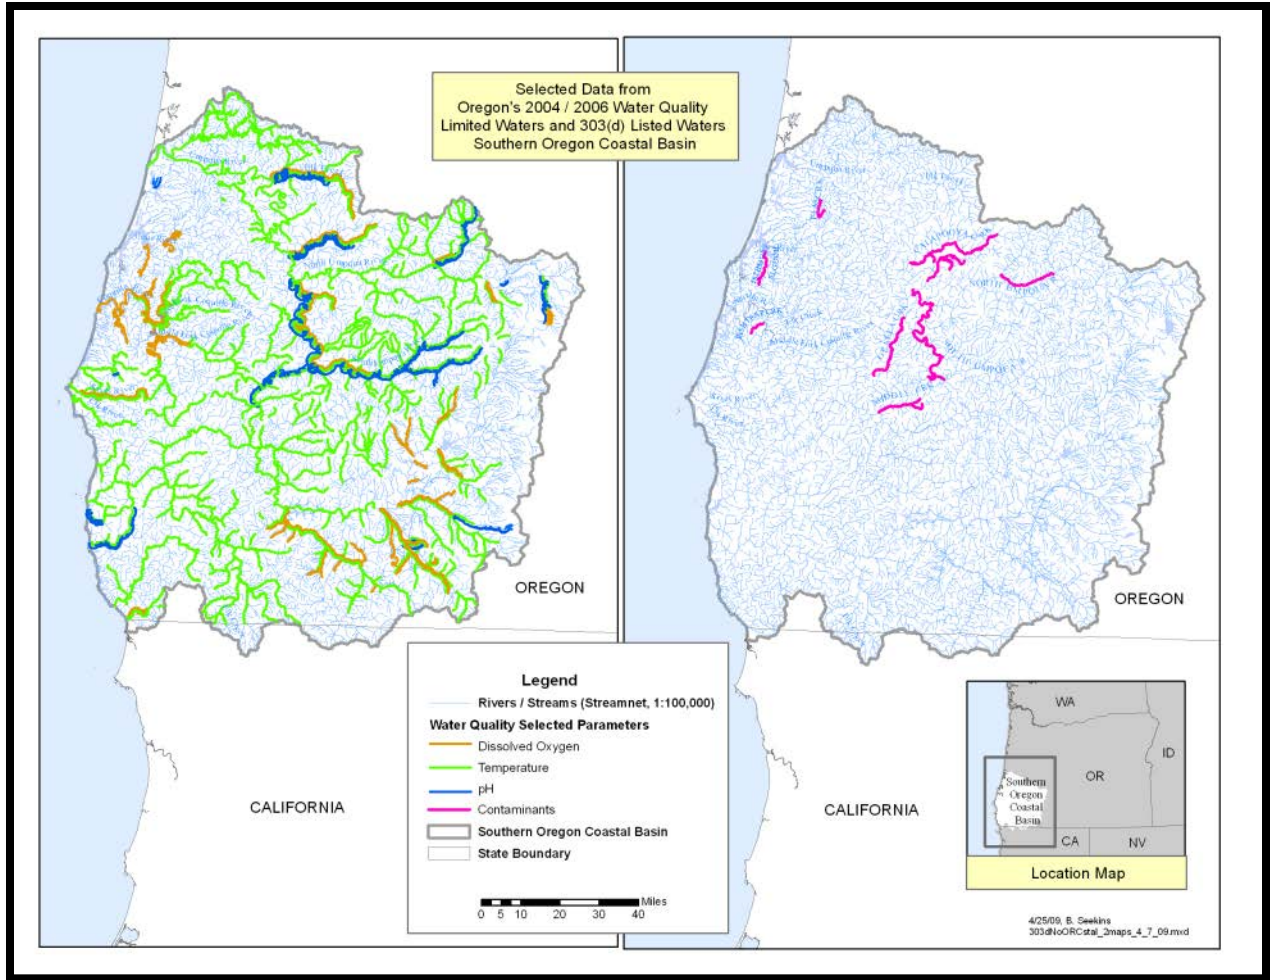 Selected Data from
Oregon's 2004 / 2006 Water Quality
Limited Waters and 303(d) Listed Waters
Southern Oregon Coastal Basin
OREGON
CALIFORNIA
Legend
Rivers / Streams (Streamnet, 1:100,000)
Water Quality Selected Parameters
Dissolved Oxygen
Temperature
pH
Contaminants
Southern Oregon Coastal Basin
State Boundary
Miles
0 5 10 20 30 40
OREGON
CALIFORNIA
WA
ID
OR
Southern
Oregon
Coastal
Basin
CA
NV
Location Map
4/25/09, B. Seekins
303dNoORCstal_2maps_4_7_09.mxd